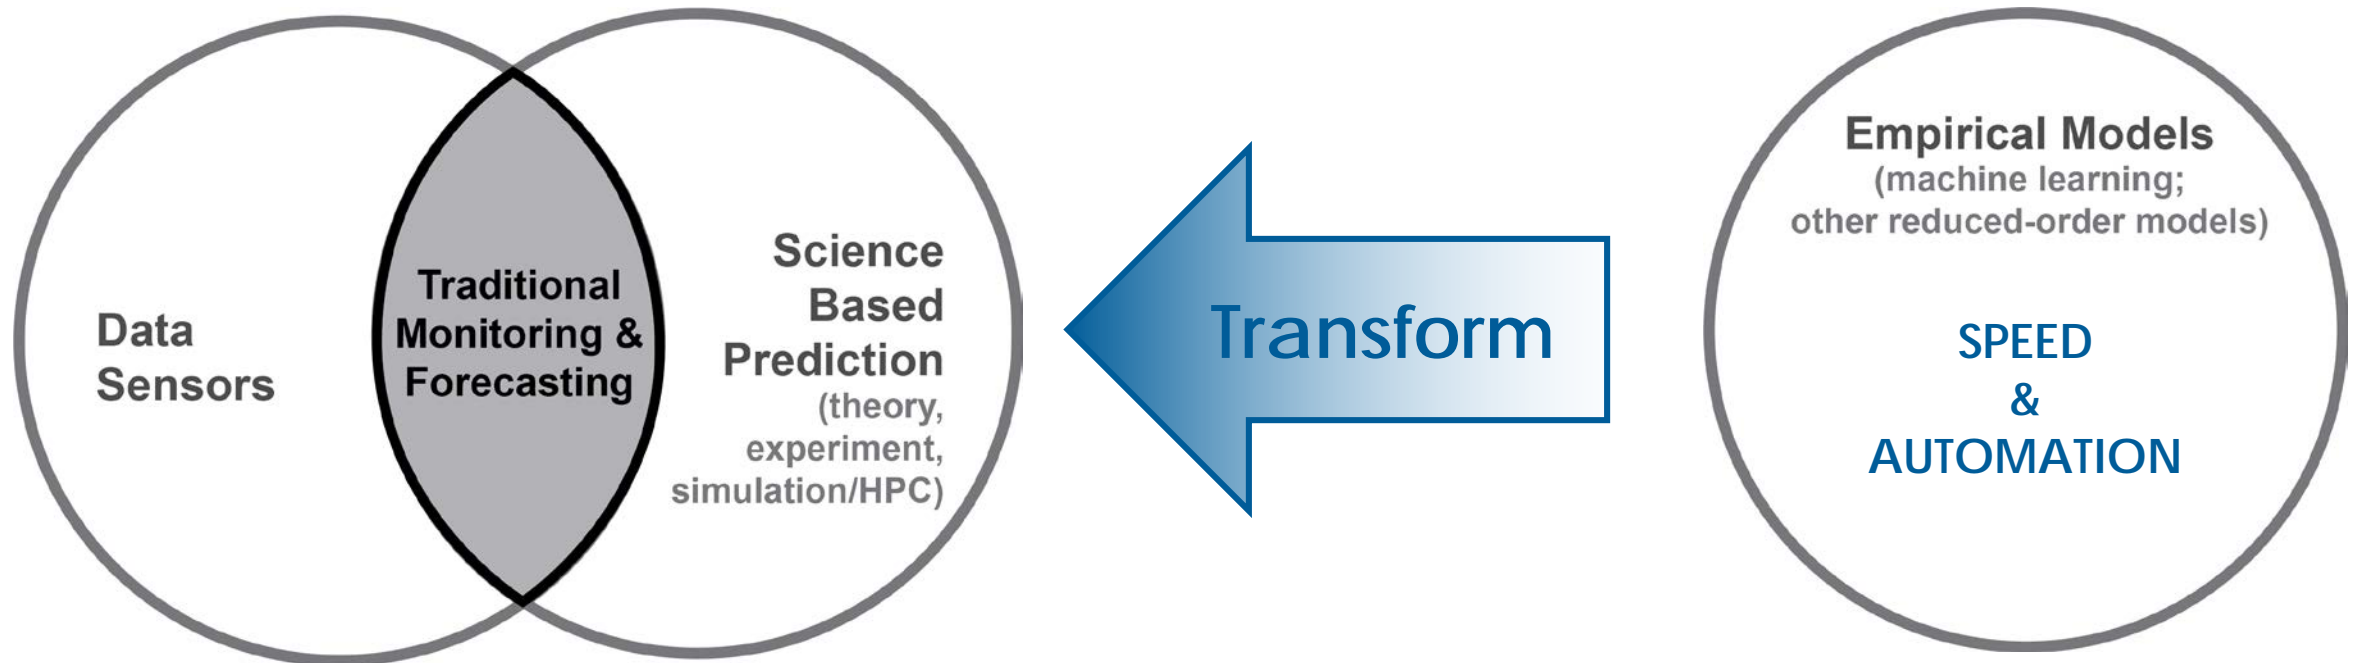 Data
Sensors
Traditional
Monitoring &
Forecasting
Science
Based
Prediction
(theory,
experiment,
simulation/HPC)
Transform
Empirical Models
(machine learning;
other reduced-order models)
SPEED
&
AUTOMATION